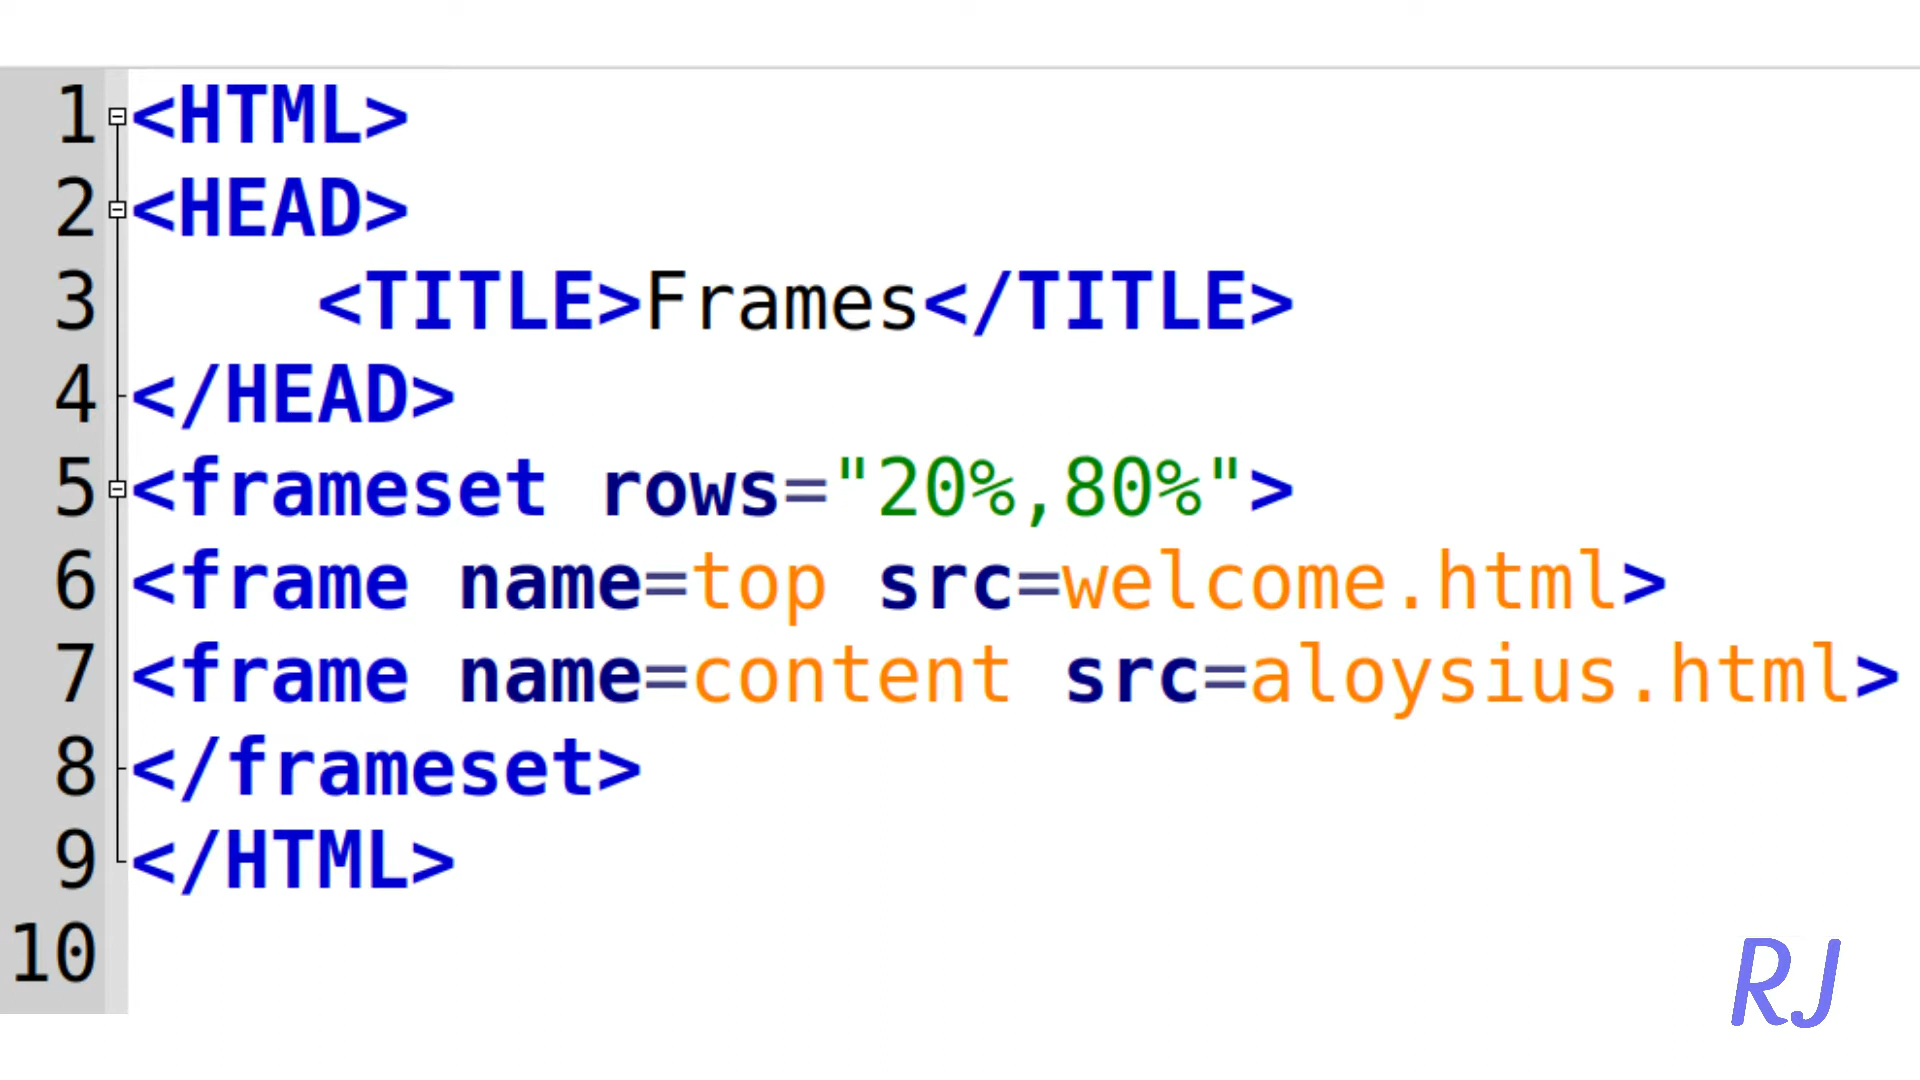 1 <HTML>
2 <HEAD>
3 <TITLE>Frames</TITLE>
4 </HEAD>
5 <frameset rows="20%,80%">
6 <frame name=top src=welcome.html>
7 <frame name=content src=aloysius.html>
8 </frameset>
9 </HTML>
10
RJ